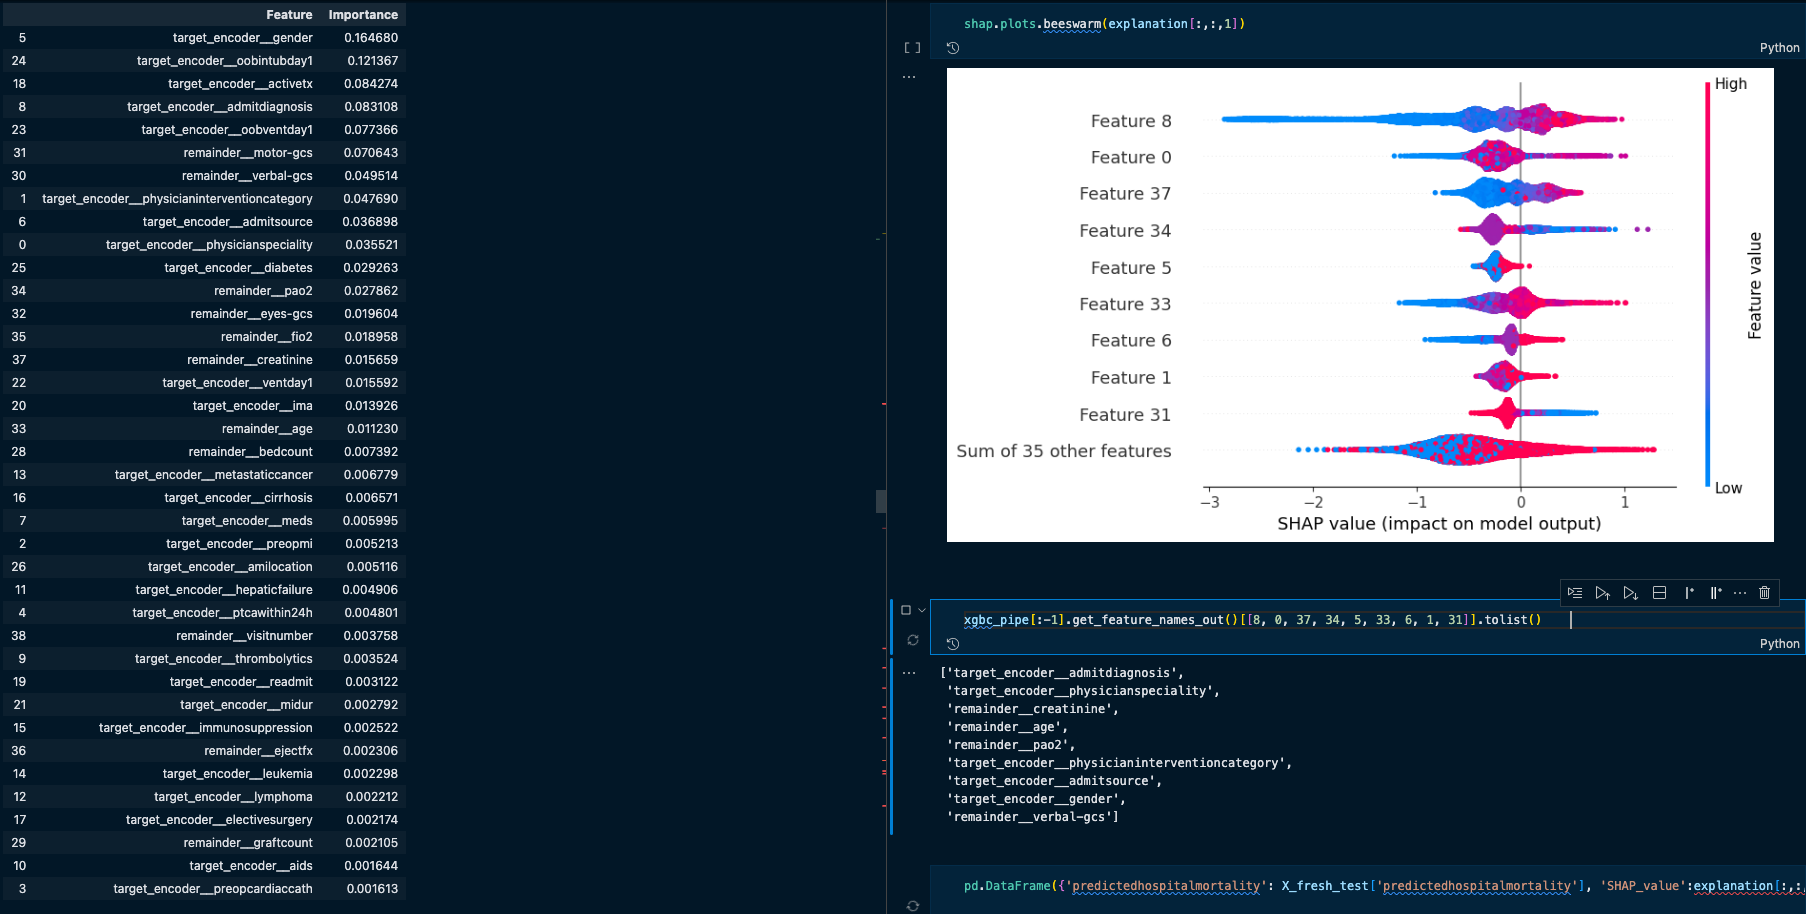 Feature Importance
5 target_encoder__gender 0.164680
24 target_encoder__oobintubday1 0.121367
18 target_encoder__activetx 0.084274
8 target_encoder__admitdiagnosis 0.083108
23 target_encoder__oobventday1 0.077366
31 remainder__motor-gcs 0.070643
30 remainder__verbal-gcs 0.049514
1 target_encoder__physicianinterventioncategory 0.047690
6 target_encoder__admitsource 0.036898
0 target_encoder__physicianspeciality 0.035521
25 target_encoder__diabetes 0.029263
34 remainder__pao2 0.027862
32 remainder__eyes-gcs 0.019604
35 remainder__fio2 0.018958
37 remainder__creatinine 0.015659
22 target_encoder__ventday1 0.015592
20 target_encoder__ima 0.013926
33 remainder__age 0.011230
28 remainder__bedcount 0.007392
13 target_encoder__metastaticcancer 0.006779
16 target_encoder__cirrhosis 0.006571
7 target_encoder__meds 0.005995
2 target_encoder__preopmi 0.005213
26 target_encoder__amilocation 0.005116
11 target_encoder__hepaticfailure 0.004906
4 target_encoder__ptcawithin24h 0.004801
38 remainder__visitnumber 0.003758
9 target_encoder__thrombolytics 0.003524
19 target_encoder__readmit 0.003122
21 target_encoder__midur 0.002792
15 target_encoder__immunosuppression 0.002522
36 remainder__ejectfx 0.002306
14 target_encoder__leukemia 0.002298
12 target_encoder__lymphoma 0.002212
17 target_encoder__electivesurgery 0.002174
29 remainder__graftcount 0.002105
10 target_encoder__aids 0.001644
3 target_encoder__preopcardiaccath 0.001613
shap.plots.beeswarm(explanation[:,:,1])
[ ]
Python
...
High
Feature 8
Feature 0
Feature 37
Feature 34
Feature 5
Feature 33
Feature 6
Feature 1
Feature 31
Sum of 35 other features
Feature value
Low
−3 −2 −1 0 1
SHAP value (impact on model output)
xgbc_pipe[:-1].get_feature_names_out()[[8, 0, 37, 34, 5, 33, 6, 1, 31]].tolist()
Python
...
['target_encoder__admitdiagnosis',
'target_encoder__physicianspeciality',
'remainder__creatinine',
'remainder__age',
'remainder__pao2',
'target_encoder__physicianinterventioncategory',
'target_encoder__admitsource',
'target_encoder__gender',
'remainder__verbal-gcs']
pd.DataFrame({'predictedhospitalmortality': X_fresh_test['predictedhospitalmortality'], 'SHAP_value':explanation[:,:,